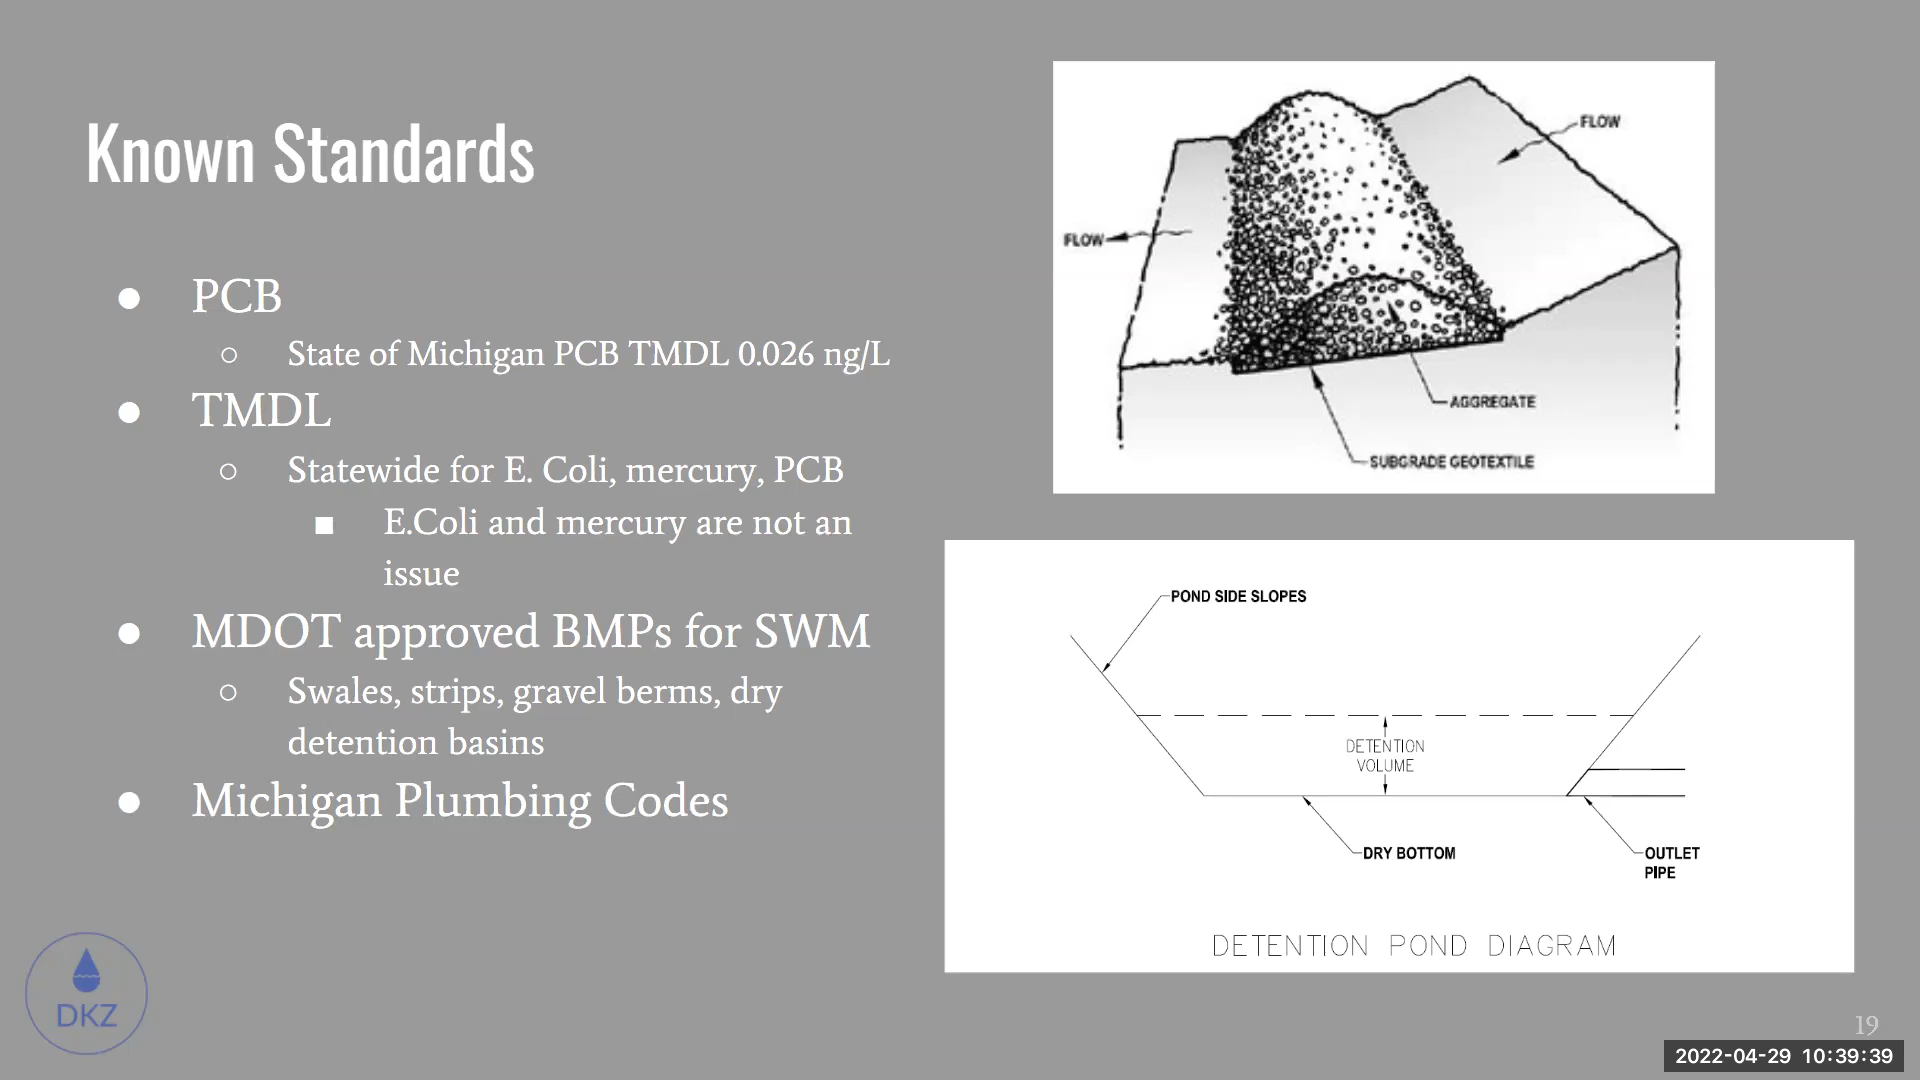 Known Standards
● PCB
○ State of Michigan PCB TMDL 0.026 ng/L
● TMDL
○ Statewide for E. Coli, mercury, PCB
■ E.Coli and mercury are not an
issue
● MDOT approved BMPs for SWM
○ Swales, strips, gravel berms, dry
detention basins
● Michigan Plumbing Codes
FLOW
FLOW
AGGREGATE
SUBGRADE GEOTEXTILE
POND SIDE SLOPES
DETENTION
VOLUME
DRY BOTTOM
OUTLET
PIPE
DETENTION POND DIAGRAM
DKZ
19
2022-04-29 10:39:39